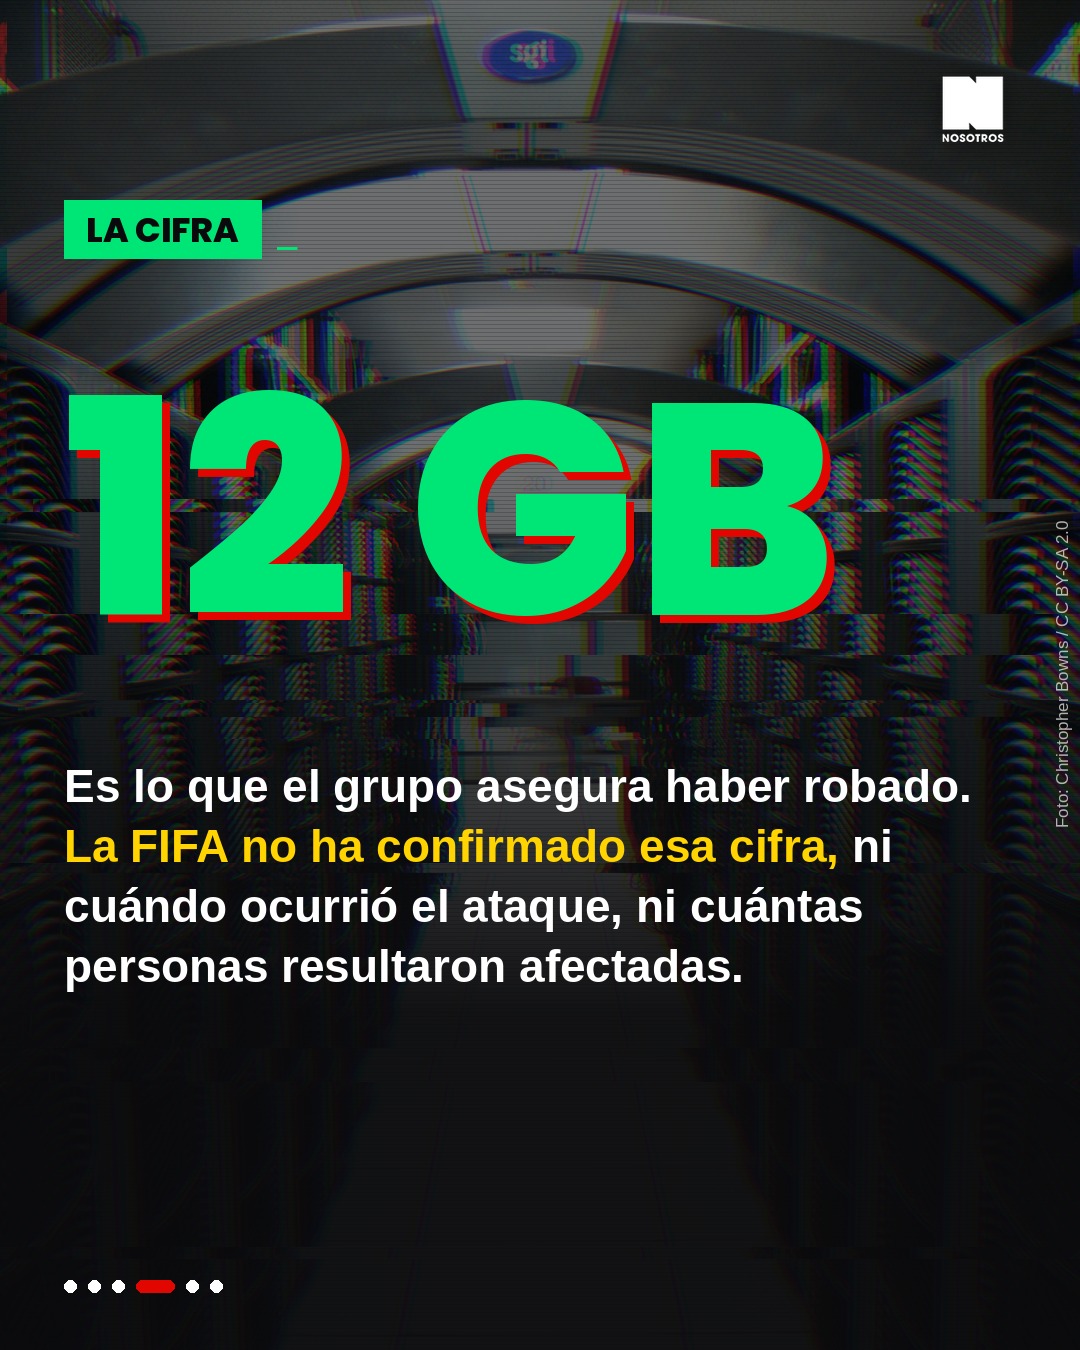 sgi
NOSOTROS
LA CIFRA _
12 GB
Es lo que el grupo asegura haber robado.
La FIFA no ha confirmado esa cifra, ni
cuándo ocurrió el ataque, ni cuántas
personas resultaron afectadas.
Foto: Christopher Bowns / CC BY-SA 2.0